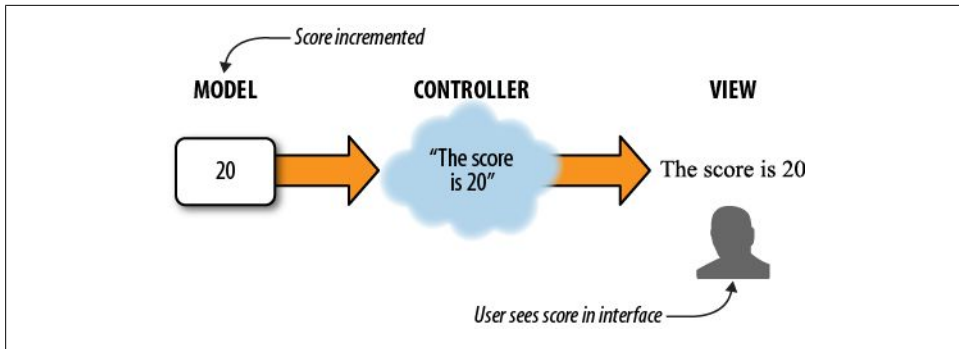 Score incremented
MODEL
CONTROLLER
VIEW
20
“The score
is 20”
The score is 20
User sees score in interface